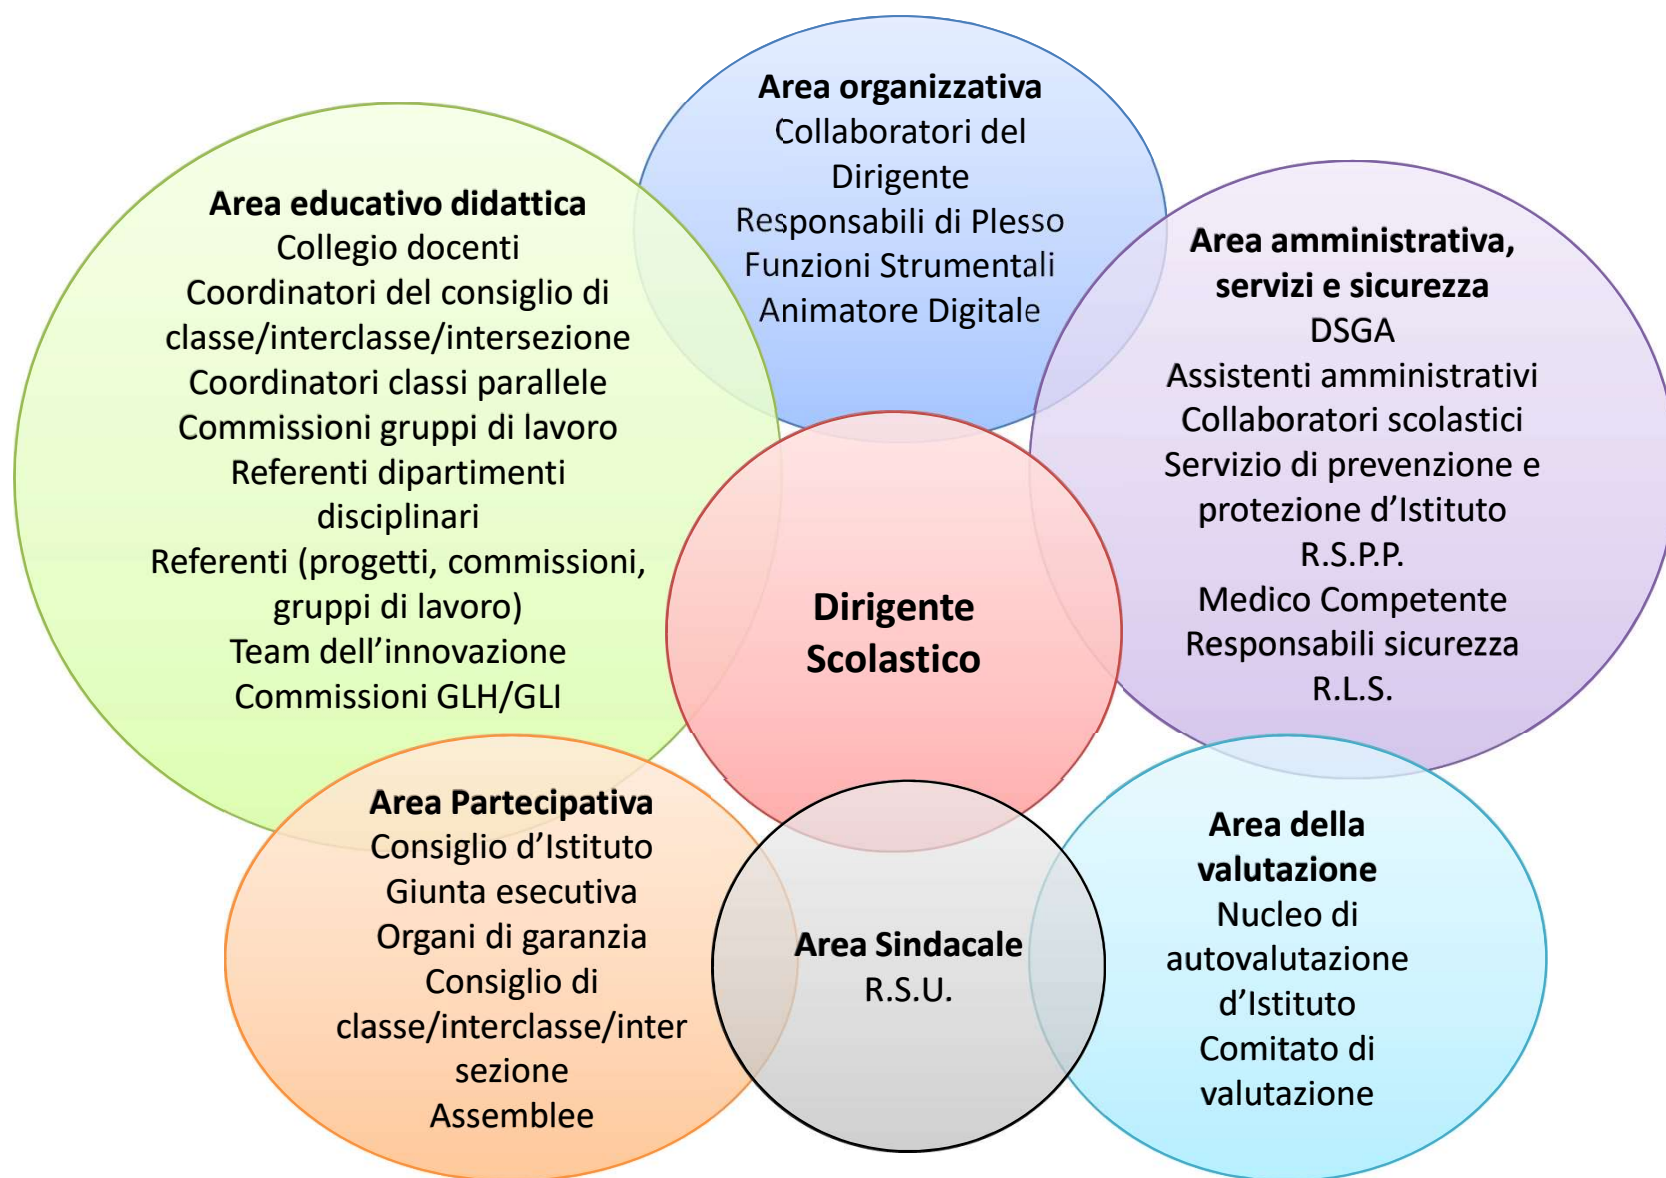 Area organizzativa
Collaboratori del
Dirigente
Responsabili di Plesso
Funzioni Strumentali
Animatore Digitale
Area educativo didattica
Collegio docenti
Coordinatori del consiglio di
classe/interclasse/intersezione
Coordinatori classi parallele
Commissioni gruppi di lavoro
Referenti dipartimenti
disciplinari
Referenti (progetti, commissioni,
gruppi di lavoro)
Team dell’innovazione
Commissioni GLH/GLI
Area amministrativa,
servizi e sicurezza
DSGA
Assistenti amministrativi
Collaboratori scolastici
Servizio di prevenzione e
protezione d’Istituto
R.S.P.P.
Medico Competente
Responsabili sicurezza
R.L.S.
Dirigente
Scolastico
Area Partecipativa
Consiglio d’Istituto
Giunta esecutiva
Organi di garanzia
Consiglio di
classe/interclasse/inter
sezione
Assemblee
Area Sindacale
R.S.U.
Area della
valutazione
Nucleo di
autovalutazione
d’Istituto
Comitato di
valutazione